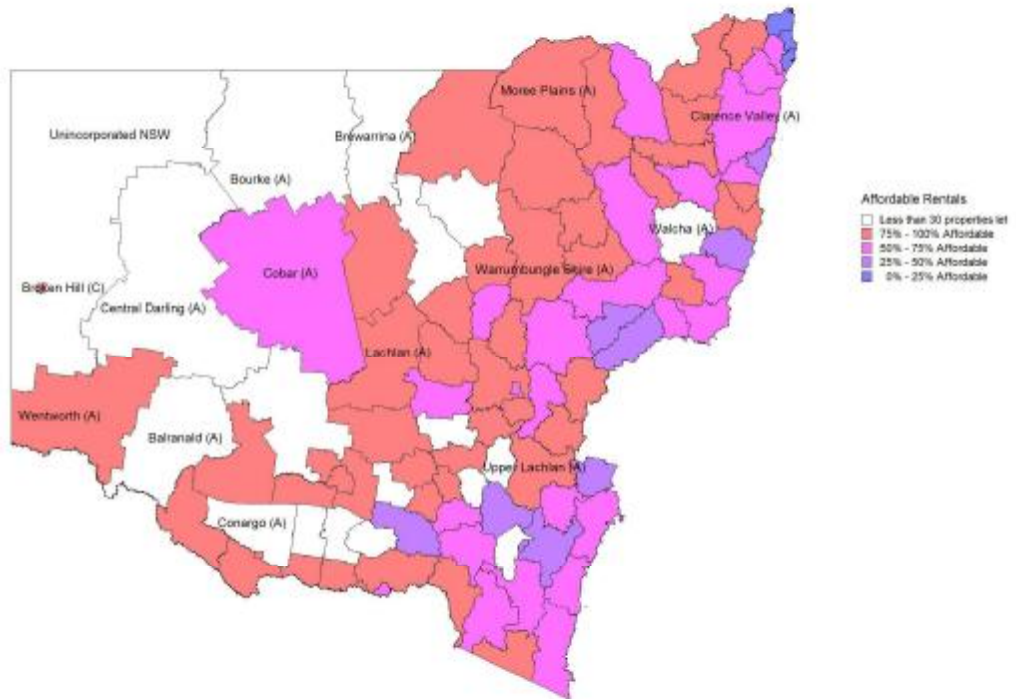 Moree Plains (A)
Clarence Valley (A)
Unincorporated NSW
Brewarrina (A)
Bourke (A)
Walcha (A)
Cobar (A)
Warrumbungle Shire (A)
Broken Hill (C)
Central Darling (A)
Lachlan (A)
Wentworth (A)
Balranald (A)
Upper Lachlan (A)
Conargo (A)
Affordable Rentals
Less than 30 properties let
75% - 100% Affordable
50% - 75% Affordable
25% - 50% Affordable
0% - 25% Affordable